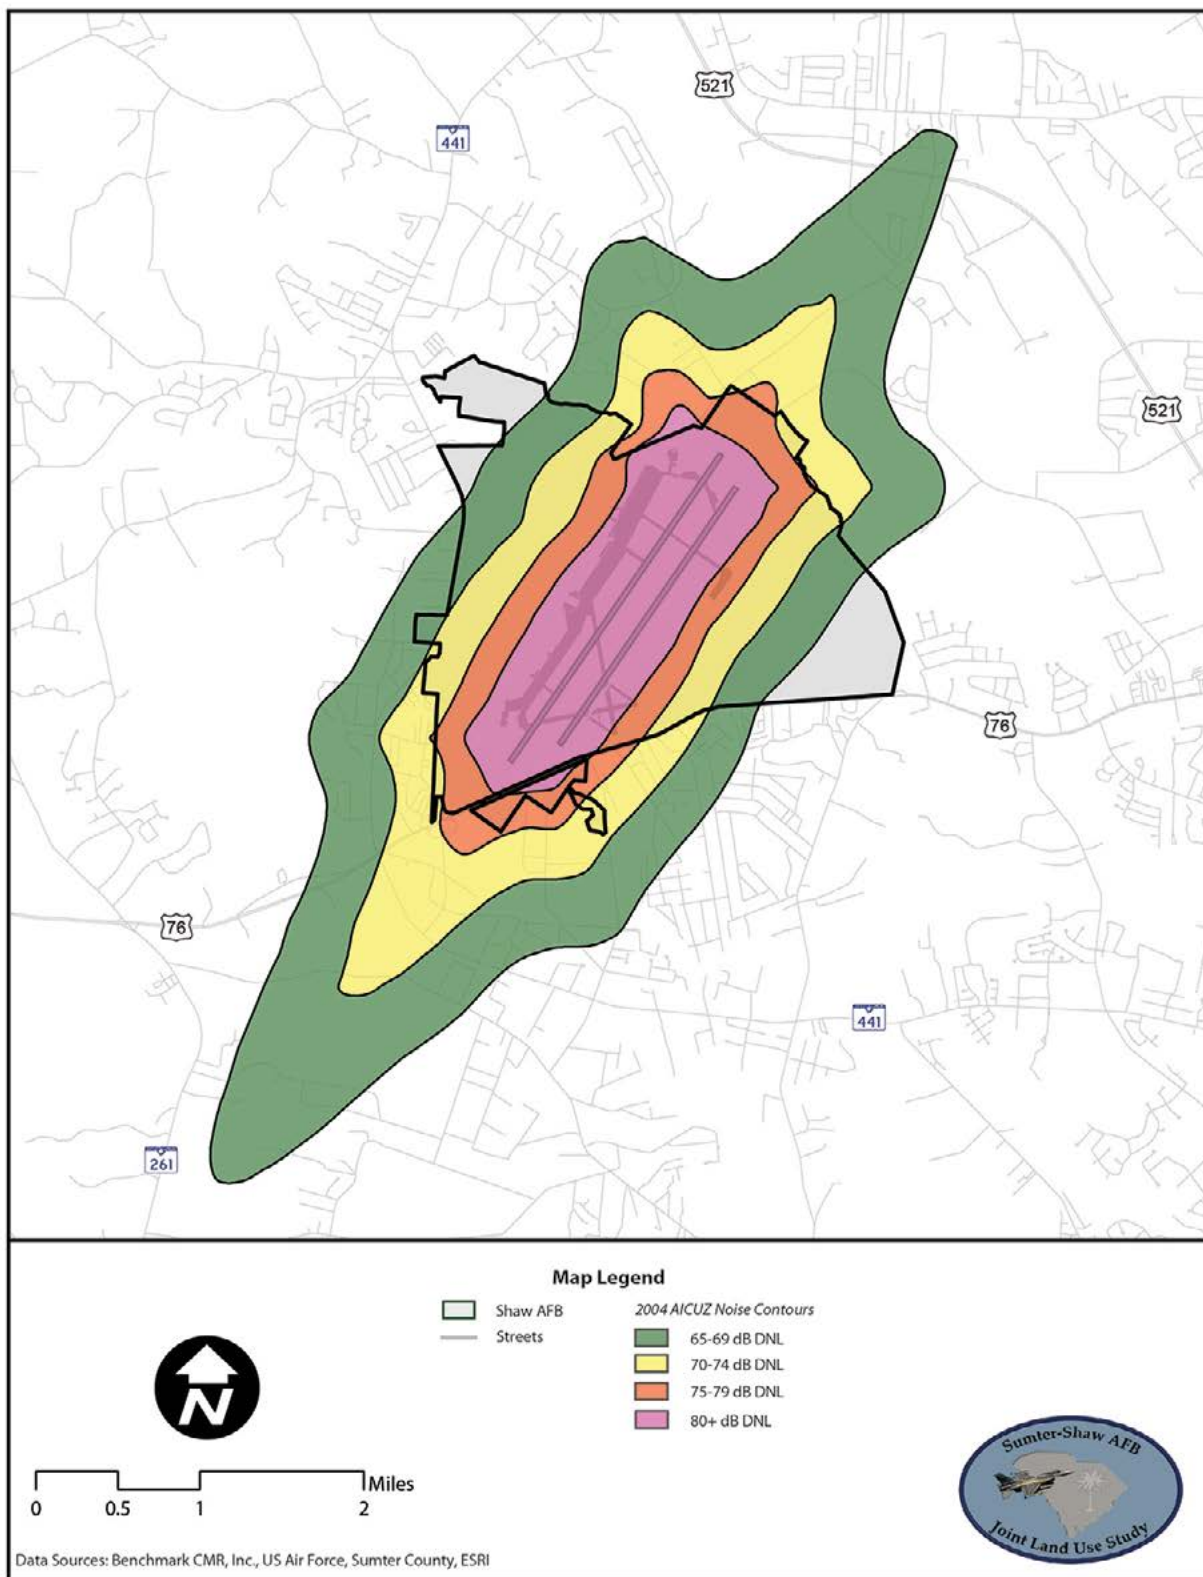 521
441
521
76
76
441
261
Map Legend
Shaw AFB
Streets
2004 AICUZ Noise Contours
65-69 dB DNL
70-74 dB DNL
75-79 dB DNL
80+ dB DNL
N
Miles
0 0.5 1 2
Sumter-Shaw AFB
Joint Land Use Study
Data Sources: Benchmark CMR, Inc., US Air Force, Sumter County, ESRI